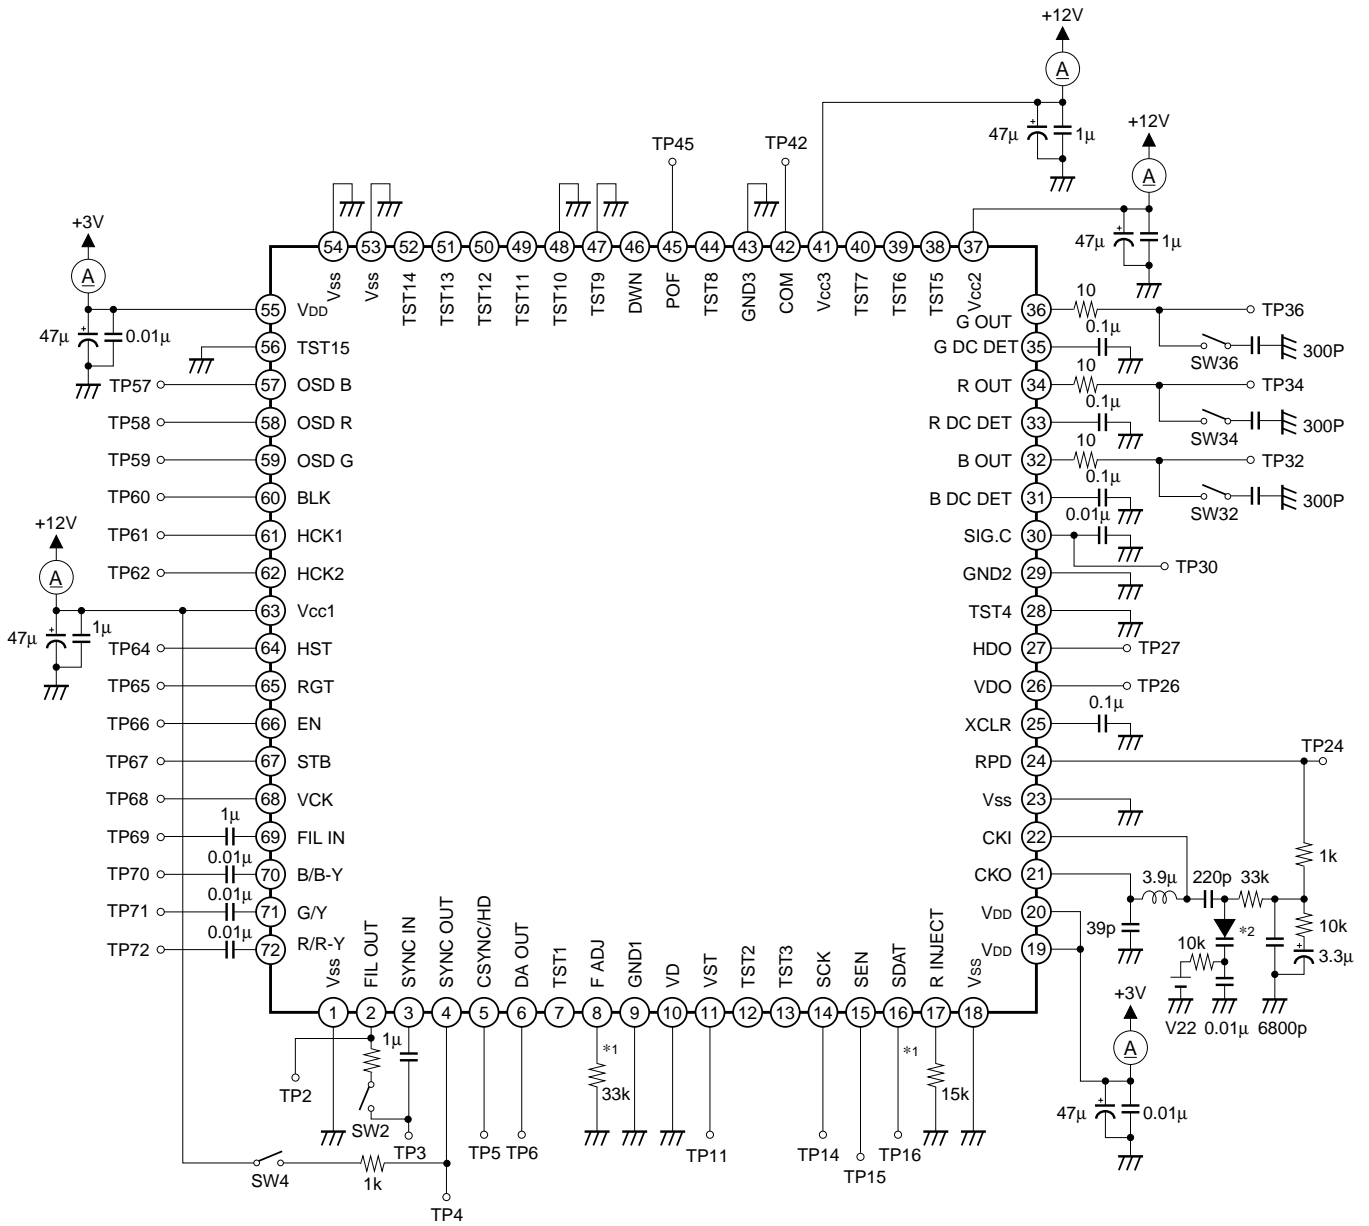 +12V
A
47μ
1μ
+12V
A
47μ
1μ
TP45
TP42
+3V
A
47μ
0.01μ
54 53 52 51 50 49 48 47 46 45 44 43 42 41 40 39 38 37
Vss
Vss
TST14
TST13
TST12
TST11
TST10
TST9
DWN
POF
TST8
GND3
COM
Vcc3
TST7
TST6
TST5
Vcc2
55 VDD
56 TST15
TP57 57 OSD B
TP58 58 OSD R
TP59 59 OSD G
TP60 60 BLK
TP61 61 HCK1
TP62 62 HCK2
+12V
A
47μ
1μ
63 Vcc1
TP64 64 HST
TP65 65 RGT
TP66 66 EN
TP67 67 STB
TP68 68 VCK
TP69 1μ 69 FIL IN
TP70 0.01μ 70 B/B-Y
TP71 0.01μ 71 G/Y
TP72 0.01μ 72 R/R-Y
G OUT 36 10 TP36
SW36 300P
G DC DET 35 0.1μ
R OUT 34 10 TP34
SW34 300P
R DC DET 33 0.1μ
B OUT 32 10 TP32
SW32 300P
B DC DET 31 0.1μ
SIG.C 30 0.01μ
TP30
GND2 29
TST4 28
HDO 27 TP27
VDO 26 TP26
XCLR 25 0.1μ
RPD 24 TP24
Vss 23
CKI 22
CKO 21
VDD 20
VDD 19
1k
3.9μ
220p
33k
39p
*2
10k
10k
3.3μ
V22
0.01μ
6800p
+3V
A
47μ
0.01μ
Vss
FIL OUT
SYNC IN
SYNC OUT
CSYNC/HD
DA OUT
TST1
F ADJ
GND1
VD
VST
TST2
TST3
SCK
SEN
SDAT
R INJECT
Vss
1 2 3 4 5 6 7 8 9 10 11 12 13 14 15 16 17 18
1μ
*1
33k
*1
15k
TP2
SW2
TP3
TP5
TP6
TP11
TP14
TP15
TP16
SW4
1k
TP4